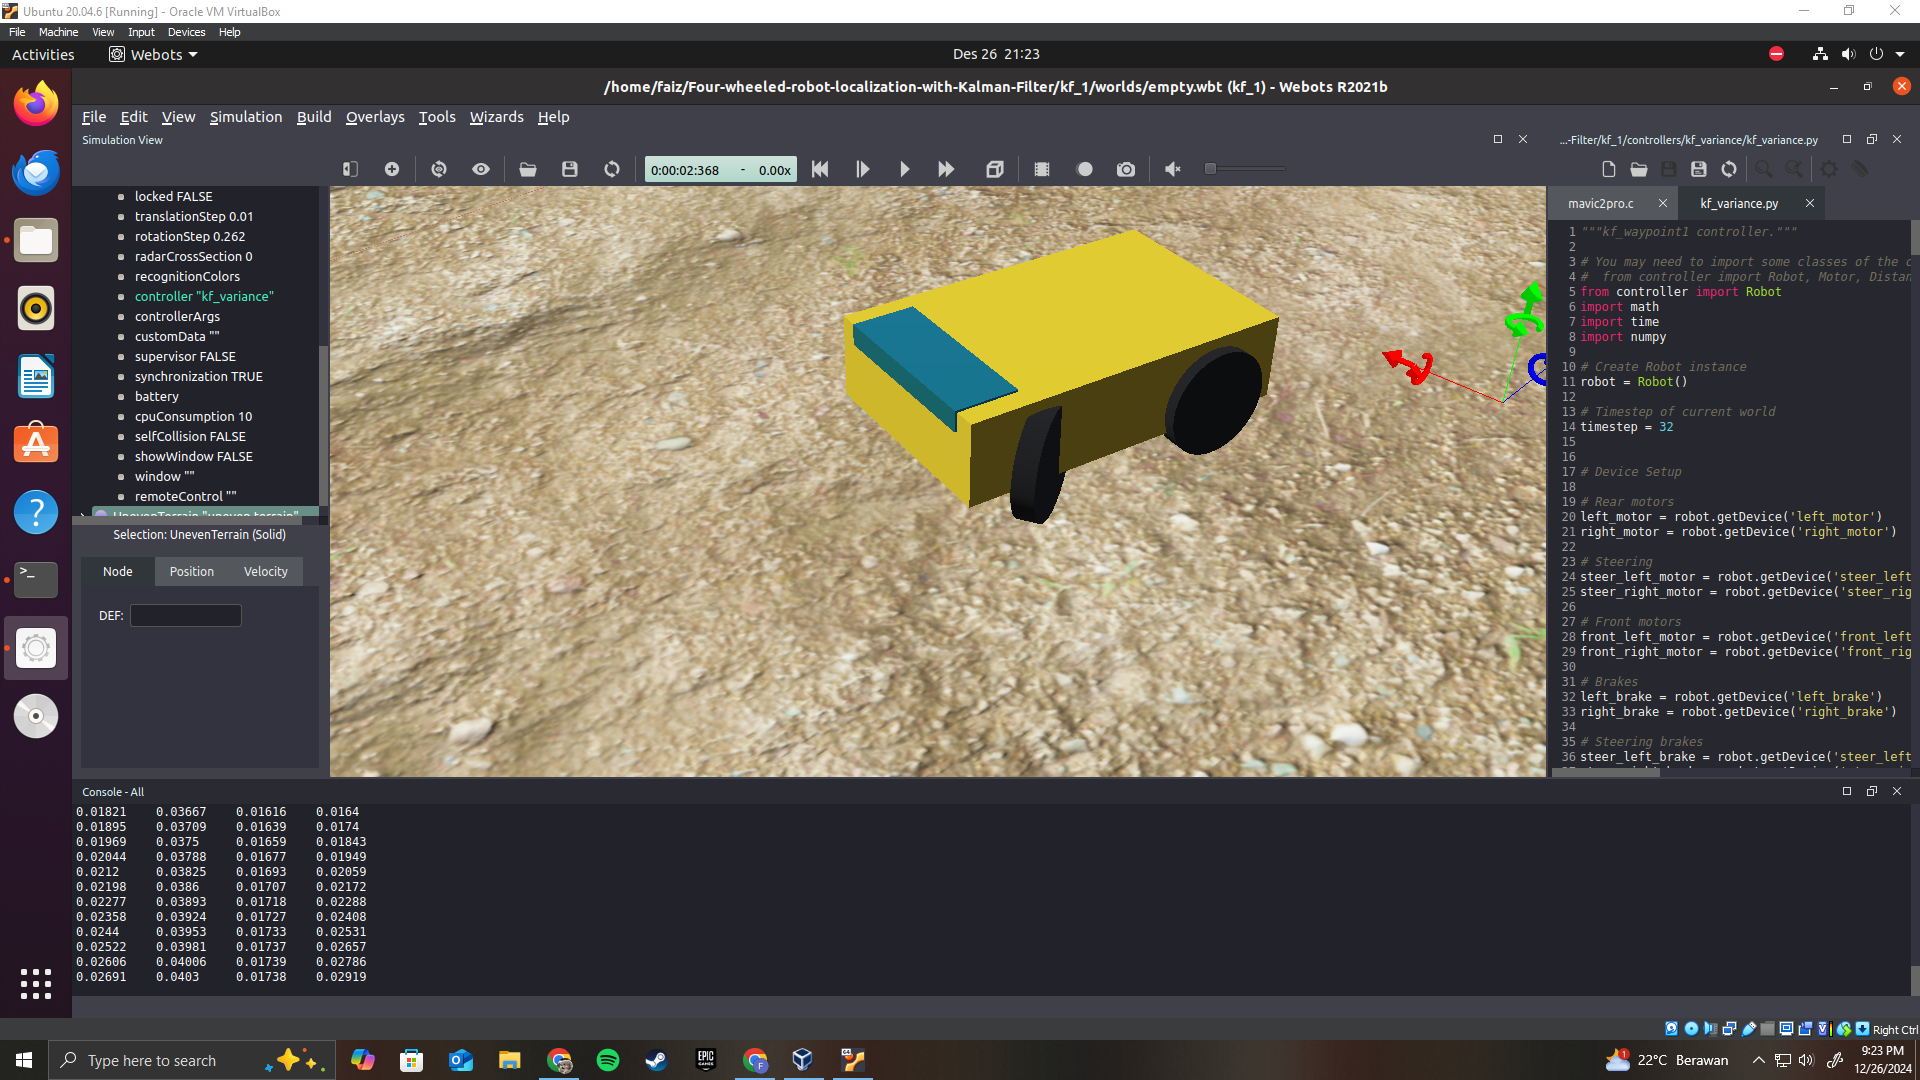 Ubuntu 20.04.6 [Running] - Oracle VM VirtualBox
File Machine View Input Devices Help
Activities Webots Des 26 21:23
/home/faiz/Four-wheeled-robot-localization-with-Kalman-Filter/kf_1/worlds/empty.wbt (kf_1) - Webots R2021b
File Edit View Simulation Build Overlays Tools Wizards Help
Simulation View
0:00:02:368 - 0.00x
locked FALSE
translationStep 0.01
rotationStep 0.262
radarCrossSection 0
recognitionColors
controller "kf_variance"
controllerArgs
customData ""
supervisor FALSE
synchronization TRUE
battery
cpuConsumption 10
selfCollision FALSE
showWindow FALSE
window ""
remoteControl ""
UnevenTerrain "uneven terrain"
Selection: UnevenTerrain (Solid)
Node Position Velocity
DEF:
...-Filter/kf_1/controllers/kf_variance/kf_variance.py
mavic2pro.c kf_variance.py
1 """kf_waypoint1 controller."""
2
3 # You may need to import some classes of the c
4 #  from controller import Robot, Motor, Distan
5 from controller import Robot
6 import math
7 import time
8 import numpy
9
10 # Create Robot instance
11 robot = Robot()
12
13 # Timestep of current world
14 timestep = 32
15
16
17 # Device Setup
18
19 # Rear motors
20 left_motor = robot.getDevice('left_motor')
21 right_motor = robot.getDevice('right_motor')
22
23 # Steering
24 steer_left_motor = robot.getDevice('steer_left
25 steer_right_motor = robot.getDevice('steer_rig
26
27 # Front motors
28 front_left_motor = robot.getDevice('front_left
29 front_right_motor = robot.getDevice('front_rig
30
31 # Brakes
32 left_brake = robot.getDevice('left_brake')
33 right_brake = robot.getDevice('right_brake')
34
35 # Steering brakes
36 steer_left_brake = robot.getDevice('steer_left
Console - All
0.01821 0.03667 0.01616 0.0164
0.01895 0.03709 0.01639 0.0174
0.01969 0.0375 0.01659 0.01843
0.02044 0.03788 0.01677 0.01949
0.0212 0.03825 0.01693 0.02059
0.02198 0.0386 0.01707 0.02172
0.02277 0.03893 0.01718 0.02288
0.02358 0.03924 0.01727 0.02408
0.0244 0.03953 0.01733 0.02531
0.02522 0.03981 0.01737 0.02657
0.02606 0.04006 0.01739 0.02786
0.02691 0.0403 0.01738 0.02919
Right Ctrl
Type here to search
22°C Berawan
9:23 PM
12/26/2024